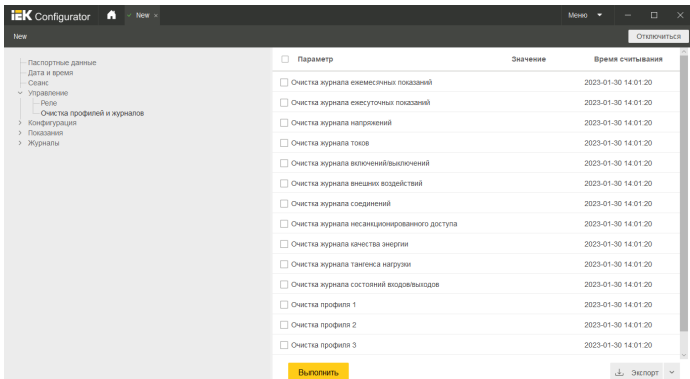 IEK Configurator New × Меню
New Отключиться
Паспортные данные
Дата и время
Сеанс
Управление
Реле
Очистка профилей и журналов
Конфигурация
Показания
Журналы
Параметр Значение Время считывания
Очистка журнала ежемесячных показаний 2023-01-30 14:01:20
Очистка журнала ежесуточных показаний 2023-01-30 14:01:20
Очистка журнала напряжений 2023-01-30 14:01:20
Очистка журнала токов 2023-01-30 14:01:20
Очистка журнала включений/выключений 2023-01-30 14:01:20
Очистка журнала внешних воздействий 2023-01-30 14:01:20
Очистка журнала соединений 2023-01-30 14:01:20
Очистка журнала несанкционированного доступа 2023-01-30 14:01:20
Очистка журнала качества энергии 2023-01-30 14:01:20
Очистка журнала тангенса нагрузки 2023-01-30 14:01:20
Очистка журнала состояний входов/выходов 2023-01-30 14:01:20
Очистка профиля 1 2023-01-30 14:01:20
Очистка профиля 2 2023-01-30 14:01:20
Очистка профиля 3 2023-01-30 14:01:20
Выполнить Экспорт